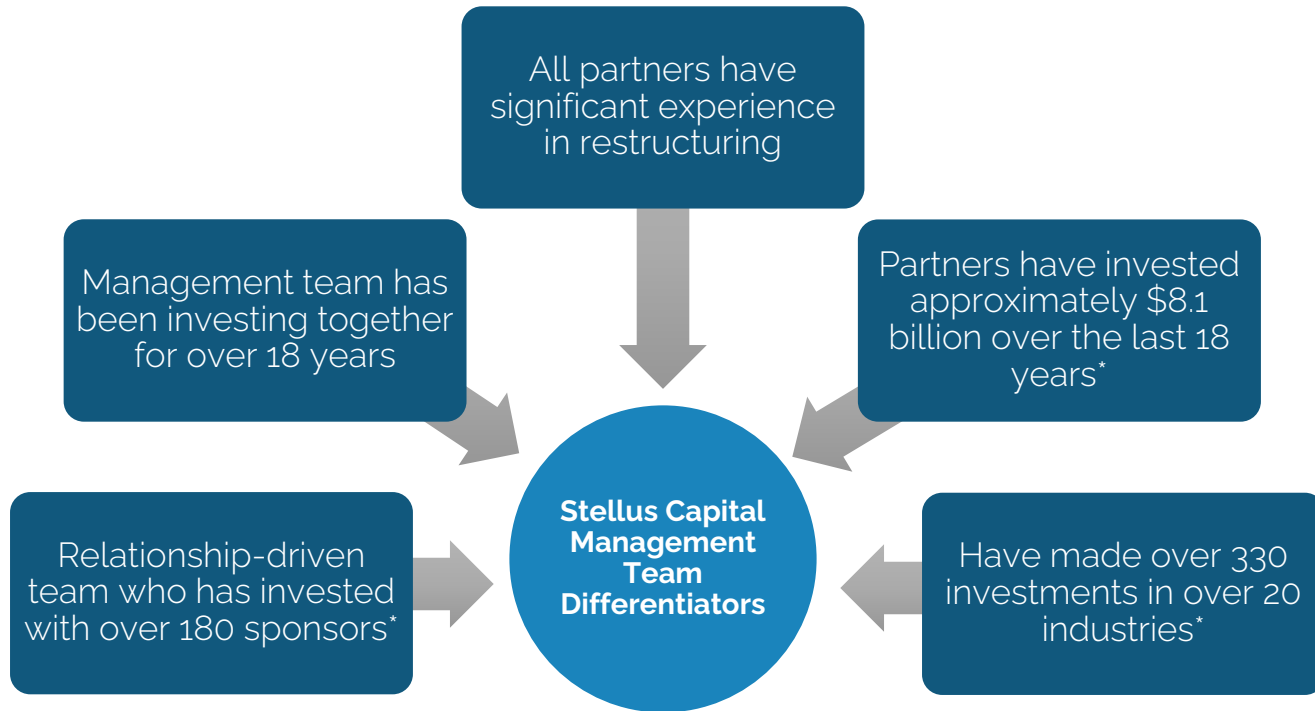 All partners have
significant experience
in restructuring
Management team has
been investing together
for over 18 years
Partners have invested
approximately $8.1
billion over the last 18
years*
Relationship-driven
team who has invested
with over 180 sponsors*
Stellus Capital
Management
Team
Differentiators
Have made over 330
investments in over 20
industries*